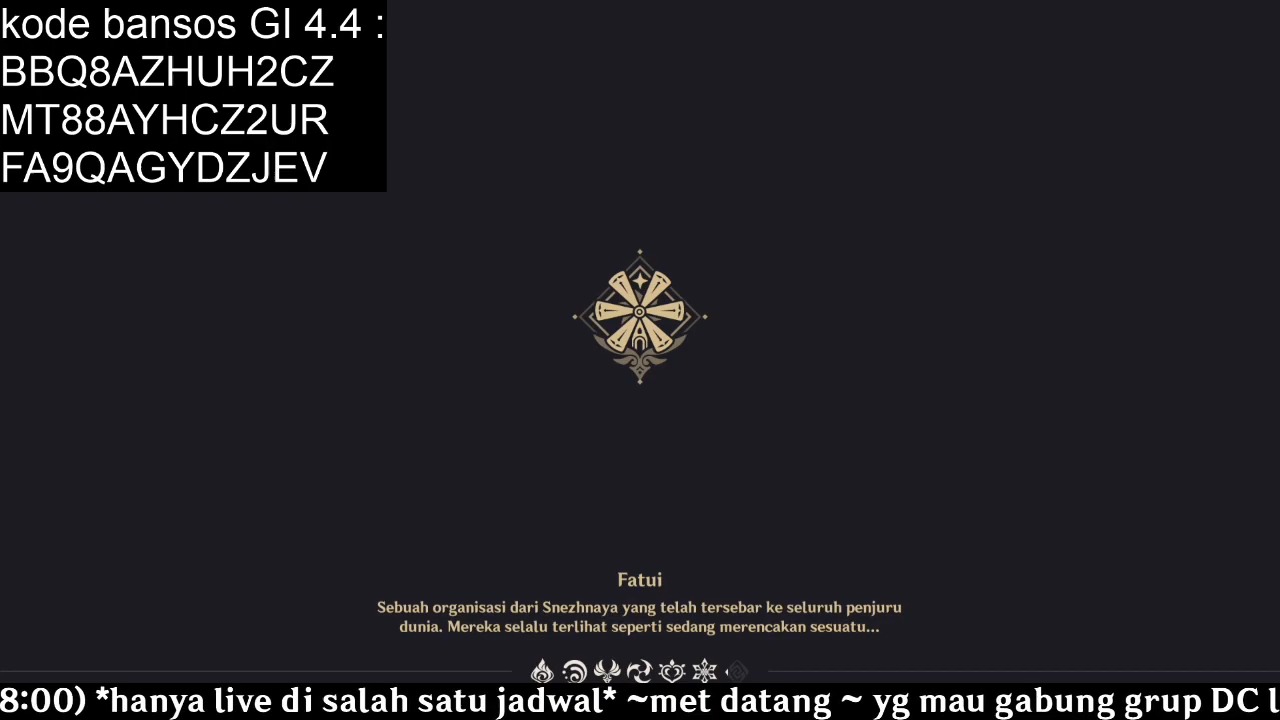 kode bansos GI 4.4 :
BBQ8AZHUH2CZ
MT88AYHCZ2UR
FA9QAGYDZJEV
Fatui
Sebuah organisasi dari Snezhnaya yang telah tersebar ke seluruh penjuru
dunia. Mereka selalu terlihat seperti sedang merencakan sesuatu...
8:00) *hanya live di salah satu jadwal* ~met datang ~ yg mau gabung grup DC